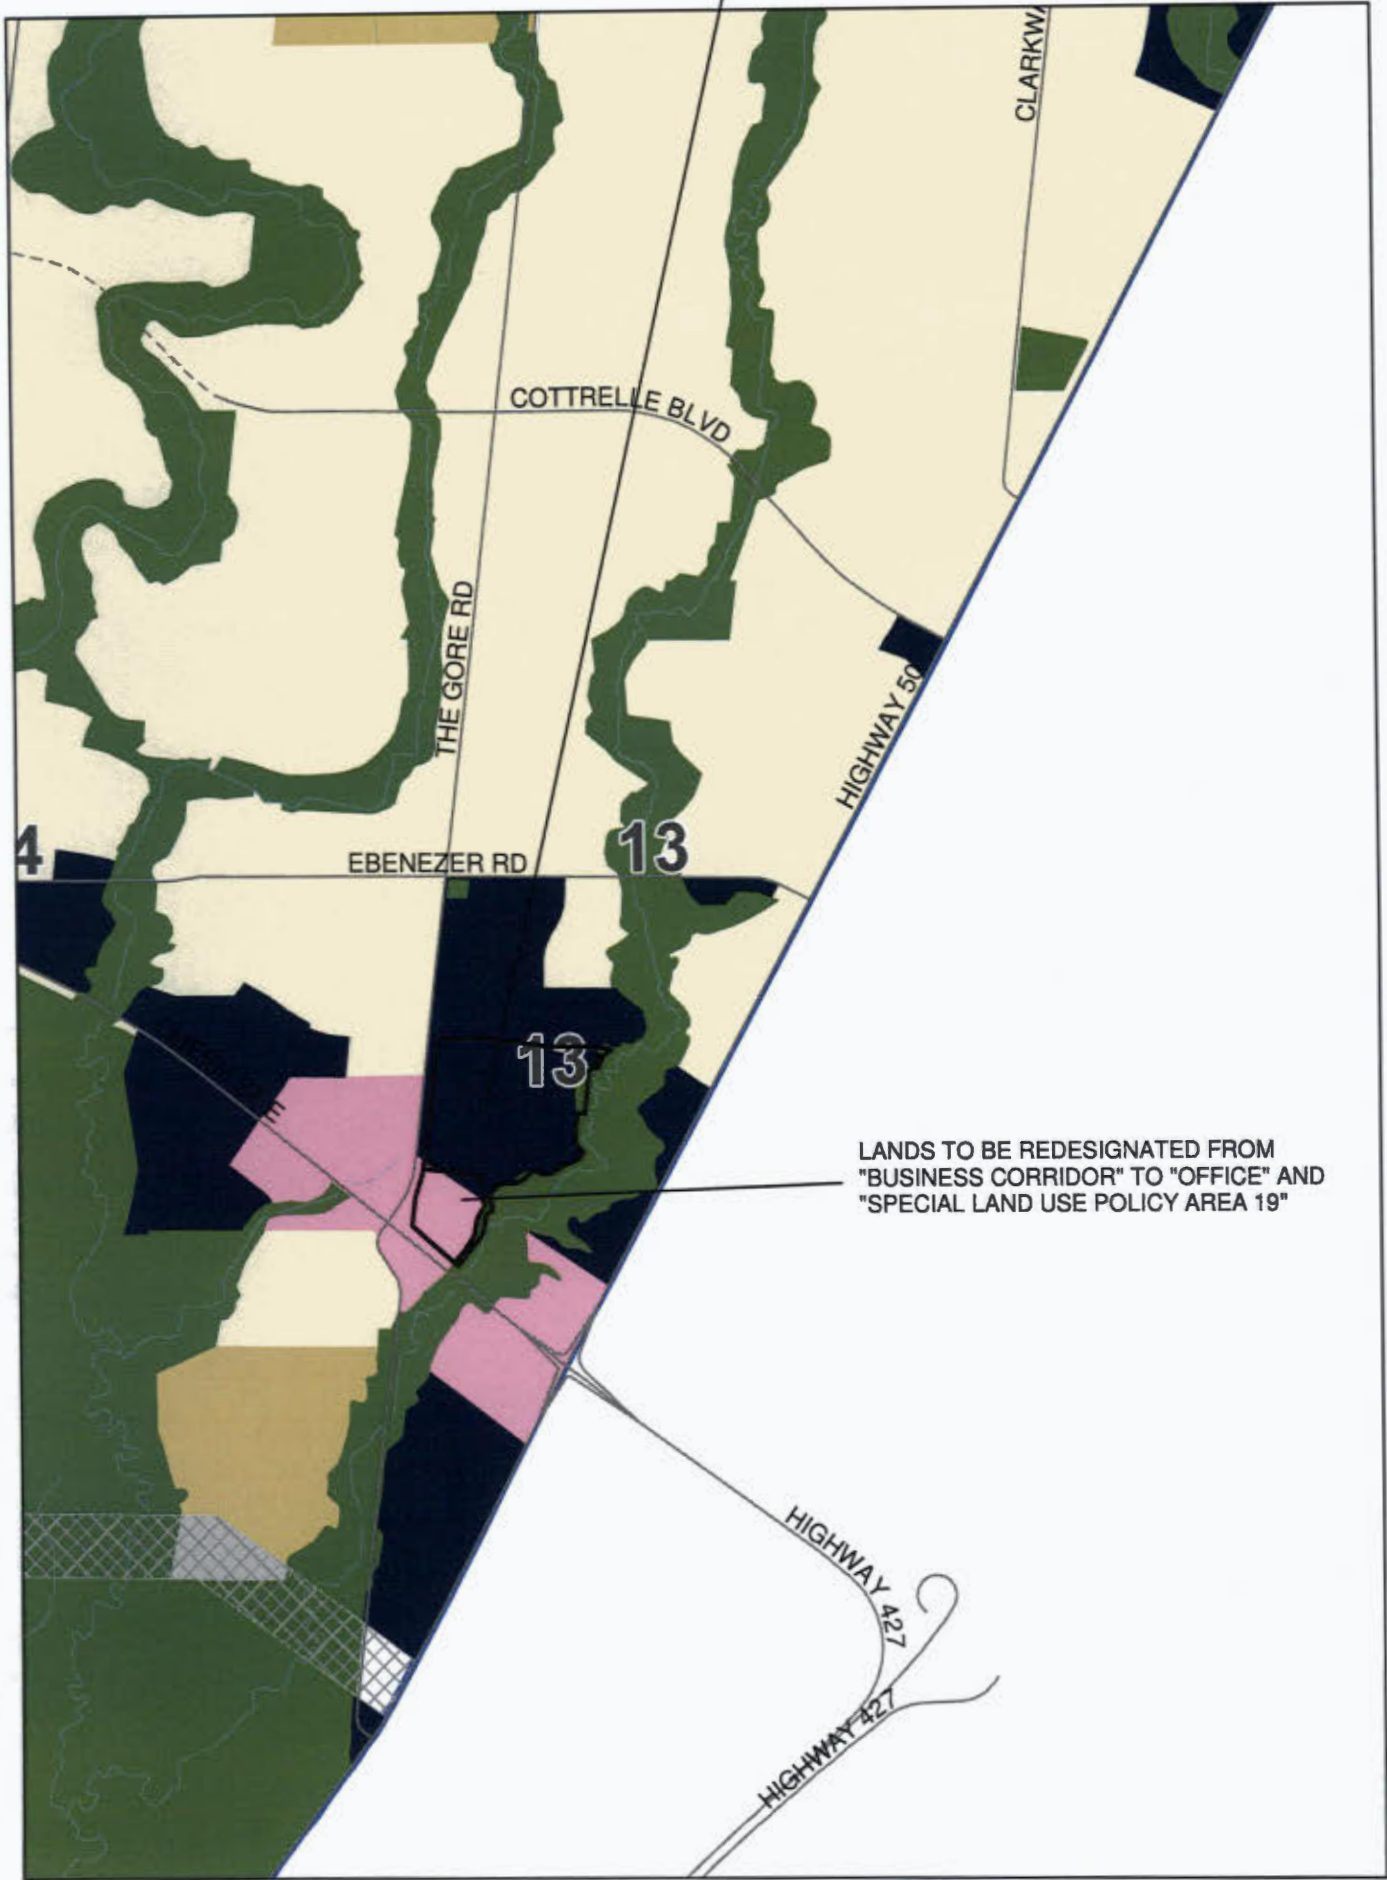 CLARKWA
COTTRELLE BLVD
THE GORE RD
HIGHWAY 50
4
13
EBENEZER RD
13
E
LANDS TO BE REDESIGNATED FROM
"BUSINESS CORRIDOR" TO "OFFICE" AND
"SPECIAL LAND USE POLICY AREA 19"
HIGHWAY 427
HIGHWAY 427